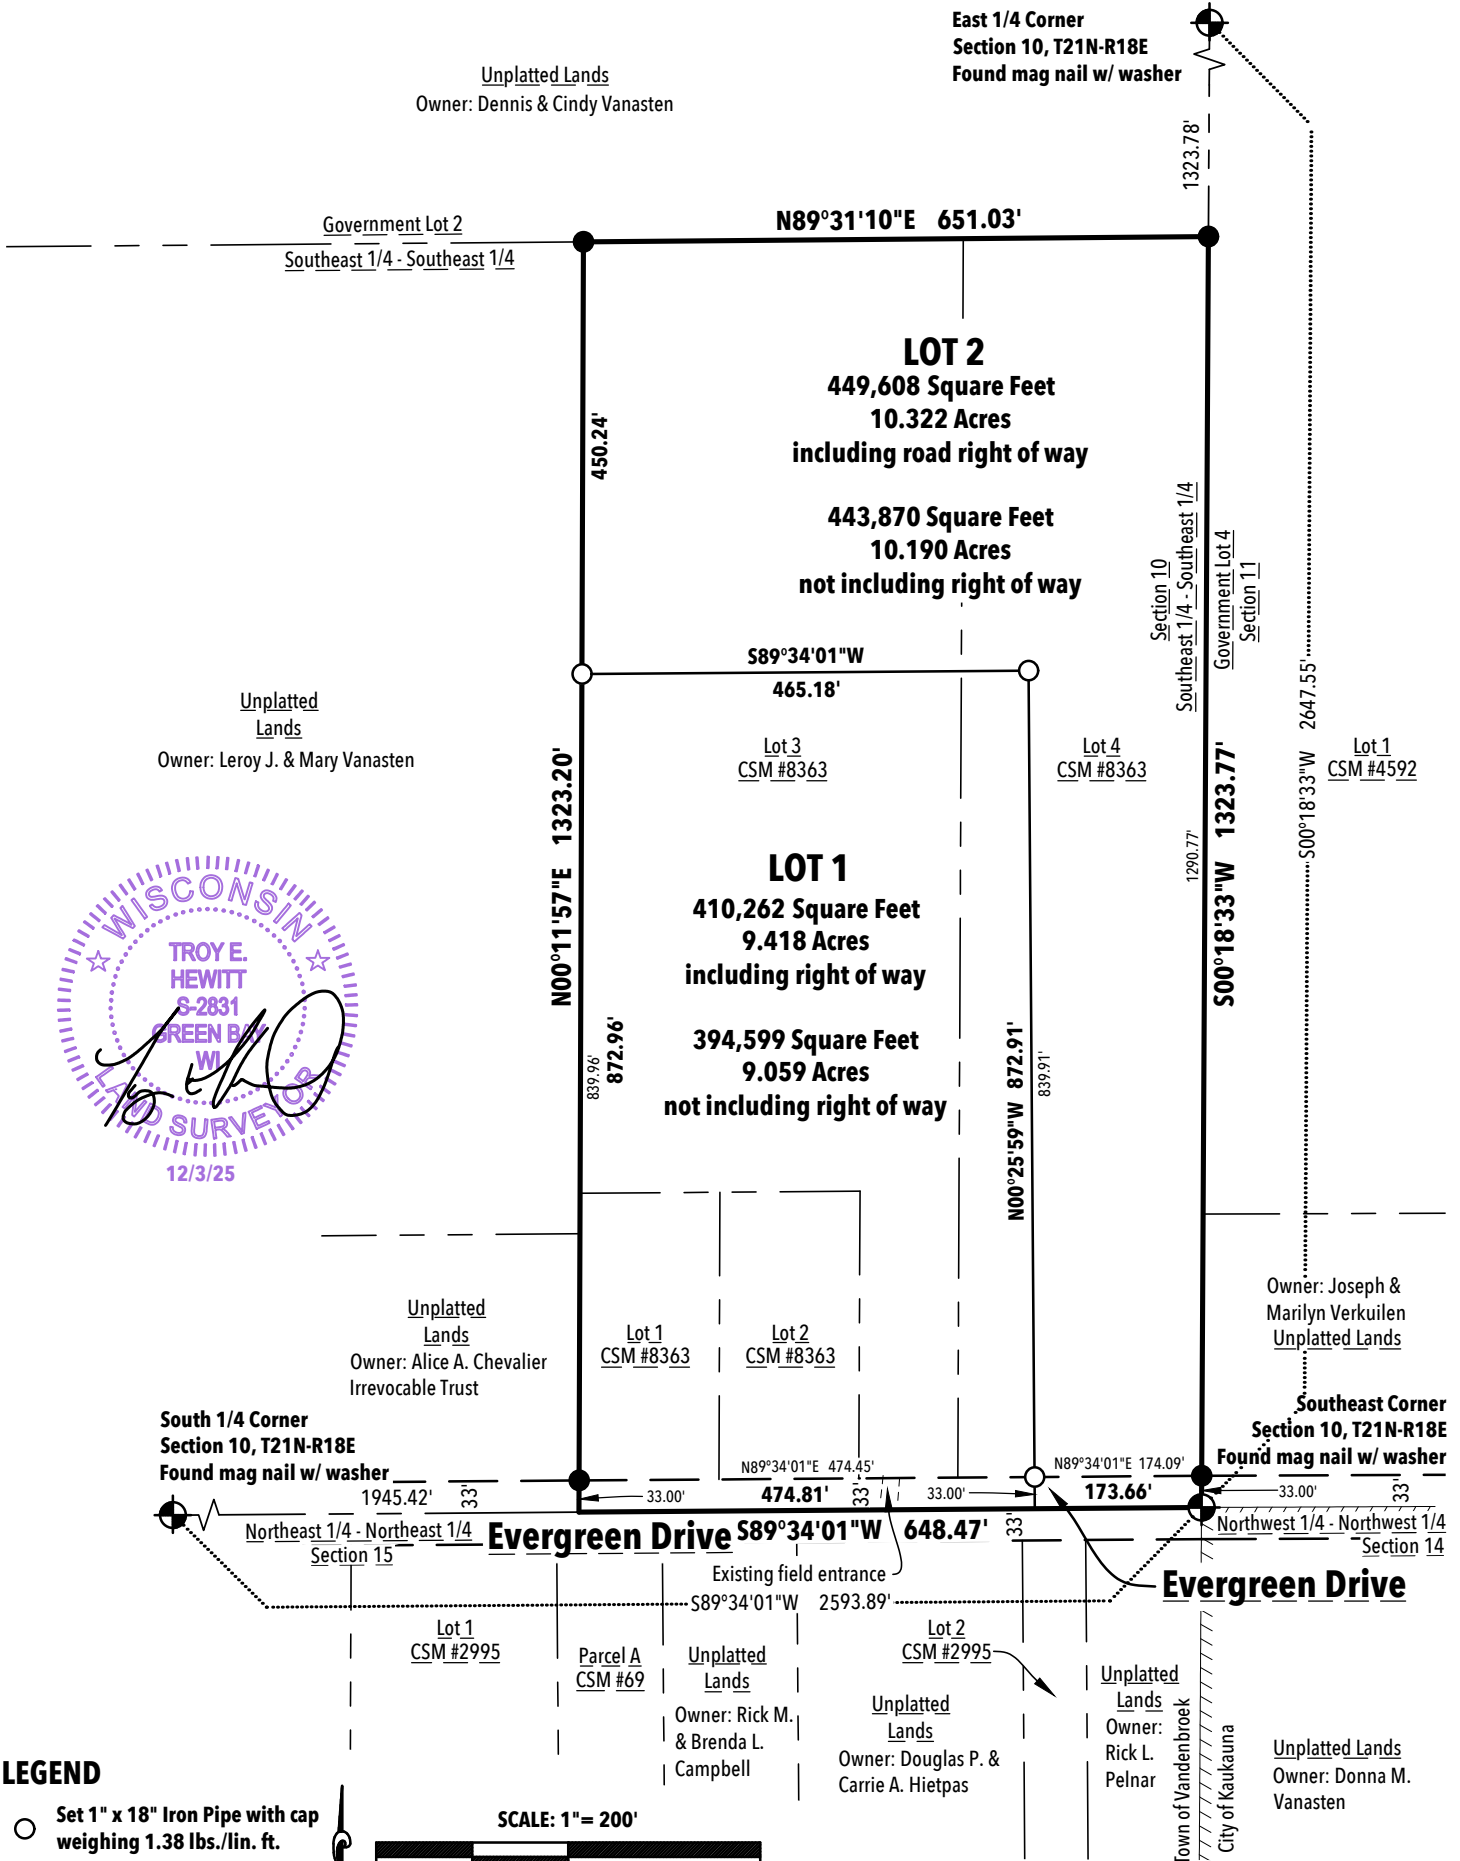 East 1/4 Corner
Section 10, T21N-R18E
Found mag nail w/ washer
Unplatted Lands
Owner: Dennis & Cindy Vanasten
1323.78'
N89°31'10"E 651.03'
Government Lot 2
Southeast 1/4 - Southeast 1/4
LOT 2
449,608 Square Feet
10.322 Acres
including road right of way
450.24'
443,870 Square Feet
10.190 Acres
not including right of way
Section 10
Southeast 1/4 - Southeast 1/4
Government Lot 4
Section 11
S89°34'01"W
465.18'
S00°18'33"W 2647.55'
Unplatted
Lands
Owner: Leroy J. & Mary Vanasten
Lot 3
CSM #8363
Lot 4
CSM #8363
Lot 1
CSM #4592
N00°11'57"E 1323.20'
1290.77'
S00°18'33"W 1323.77'
LOT 1
410,262 Square Feet
9.418 Acres
including right of way
394,599 Square Feet
9.059 Acres
not including right of way
839.96'
872.96'
N00°25'59"W 872.91'
839.91'
WISCONSIN
TROY E.
HEWITT
S-2831
GREEN BAY
WI
LAND SURVEYOR
12/3/25
Unplatted
Lands
Owner: Alice A. Chevalier
Irrevocable Trust
Lot 1
CSM #8363
Lot 2
CSM #8363
Owner: Joseph &
Marilyn Verkuilen
Unplatted Lands
South 1/4 Corner
Section 10, T21N-R18E
Found mag nail w/ washer
Southeast Corner
Section 10, T21N-R18E
Found mag nail w/ washer
N89°34'01"E 474.45'
N89°34'01"E 174.09'
1945.42'
33'
33.00'
474.81'
33'
33.00'
173.66'
33.00'
33'
Northeast 1/4 - Northeast 1/4
Section 15
Evergreen Drive
S89°34'01"W 648.47'
33'
Northwest 1/4 - Northwest 1/4
Section 14
Existing field entrance
Evergreen Drive
S89°34'01"W 2593.89'
Lot 1
CSM #2995
Parcel A
CSM #69
Unplatted
Lands
Owner: Rick M.
& Brenda L.
Campbell
Lot 2
CSM #2995
Unplatted
Lands
Owner: Douglas P. &
Carrie A. Hietpas
Unplatted
Lands
Owner:
Rick L.
Pelnar
Town of Vandenbroek
City of Kaukauna
Unplatted Lands
Owner: Donna M.
Vanasten
LEGEND
Set 1" x 18" Iron Pipe with cap
weighing 1.38 lbs./lin. ft.
SCALE: 1"= 200'